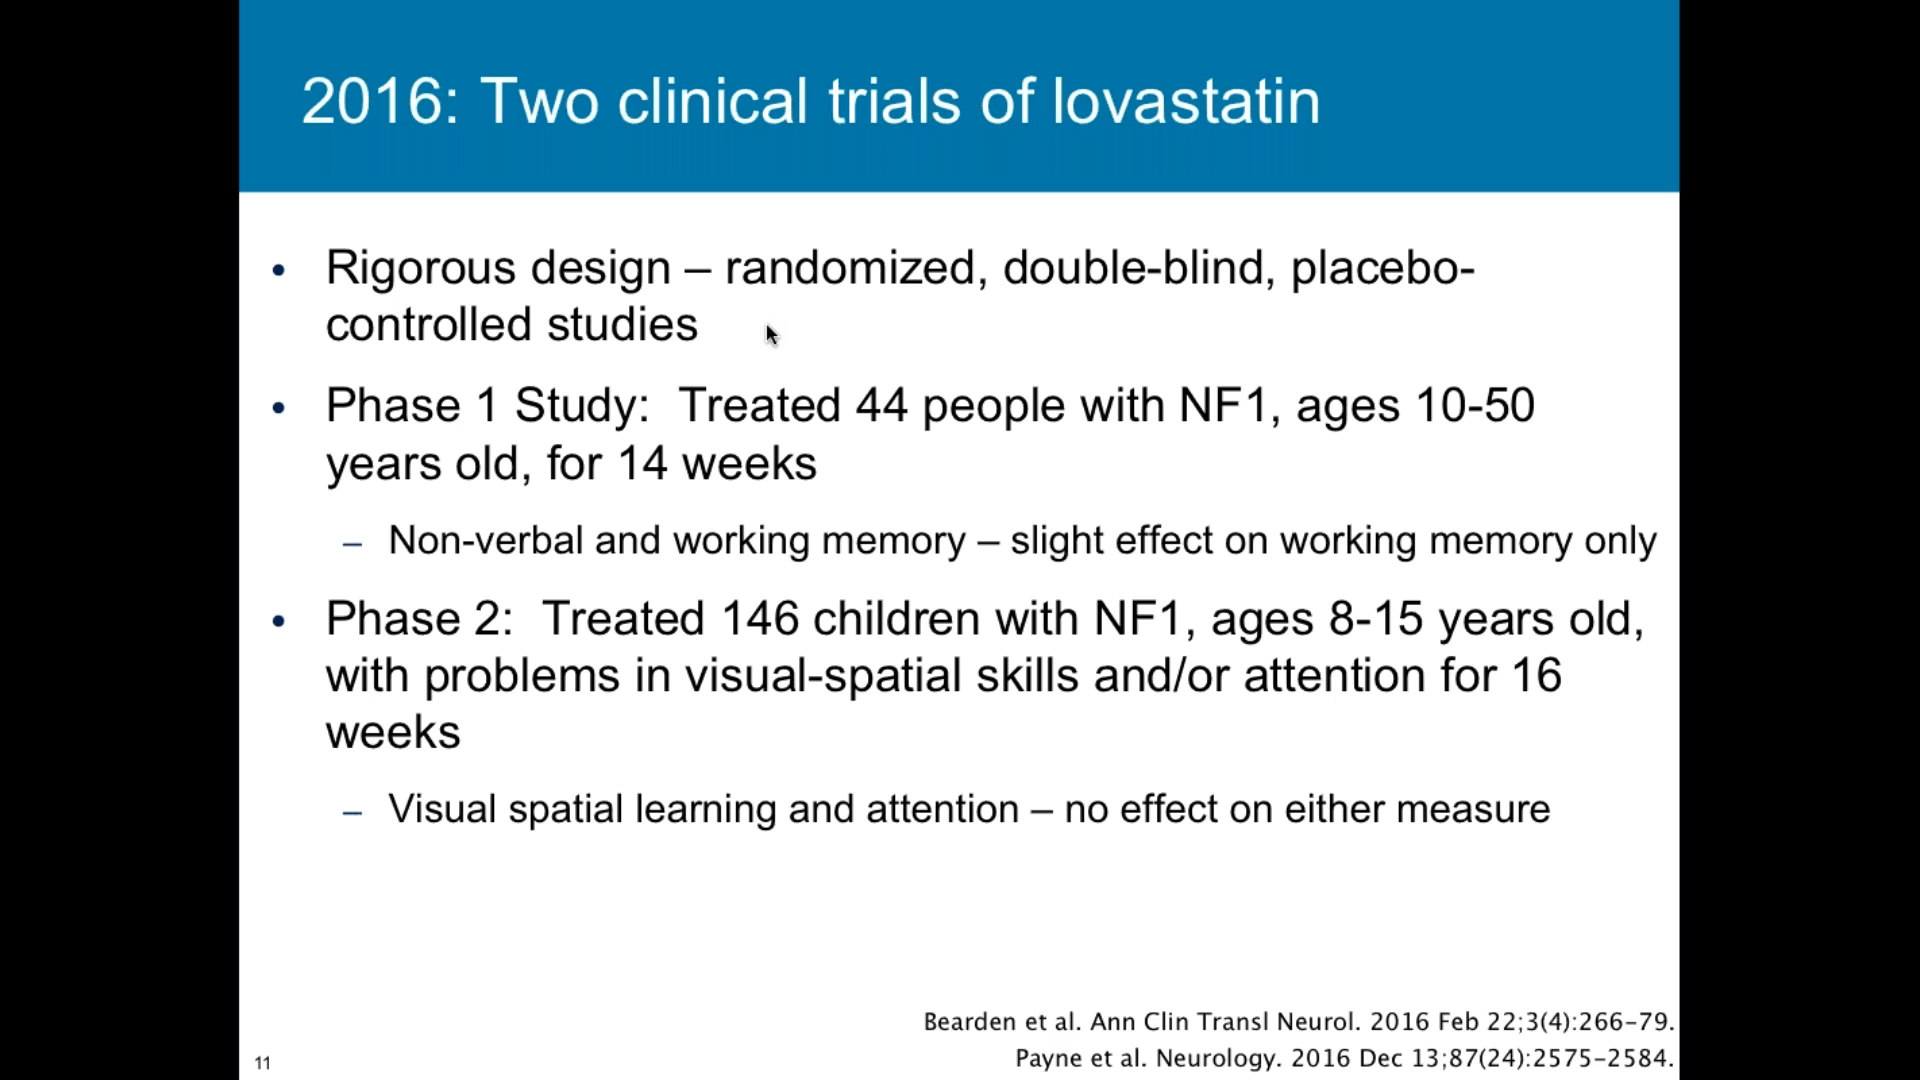 2016: Two clinical trials of lovastatin
• Rigorous design – randomized, double-blind, placebo-
controlled studies
• Phase 1 Study: Treated 44 people with NF1, ages 10-50
years old, for 14 weeks
– Non-verbal and working memory – slight effect on working memory only
• Phase 2: Treated 146 children with NF1, ages 8-15 years old,
with problems in visual-spatial skills and/or attention for 16
weeks
– Visual spatial learning and attention – no effect on either measure
Bearden et al. Ann Clin Transl Neurol. 2016 Feb 22;3(4):266–79.
Payne et al. Neurology. 2016 Dec 13;87(24):2575–2584.
11